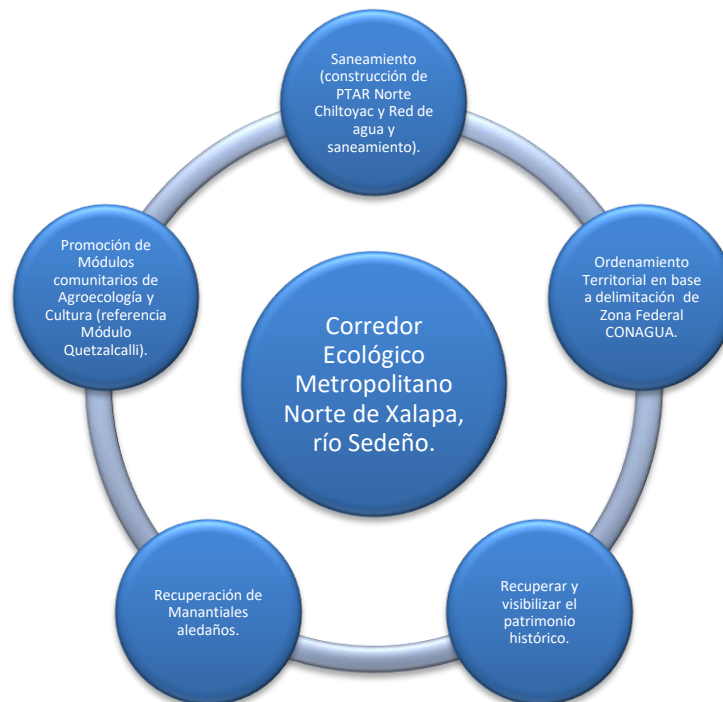 Saneamiento
(construcción de
PTAR Norte
Chiltoyac y Red de
agua y
saneamiento).
Ordenamiento
Territorial en base
a delimitación de
Zona Federal
CONAGUA.
Recuperar y
visibilizar el
patrimonio
histórico.
Recuperación de
Manantiales
aledaños.
Promoción de
Módulos
comunitarios de
Agroecología y
Cultura (referencia
Módulo
Quetzalcalli).
Corredor
Ecológico
Metropolitano
Norte de Xalapa,
río Sedeño.